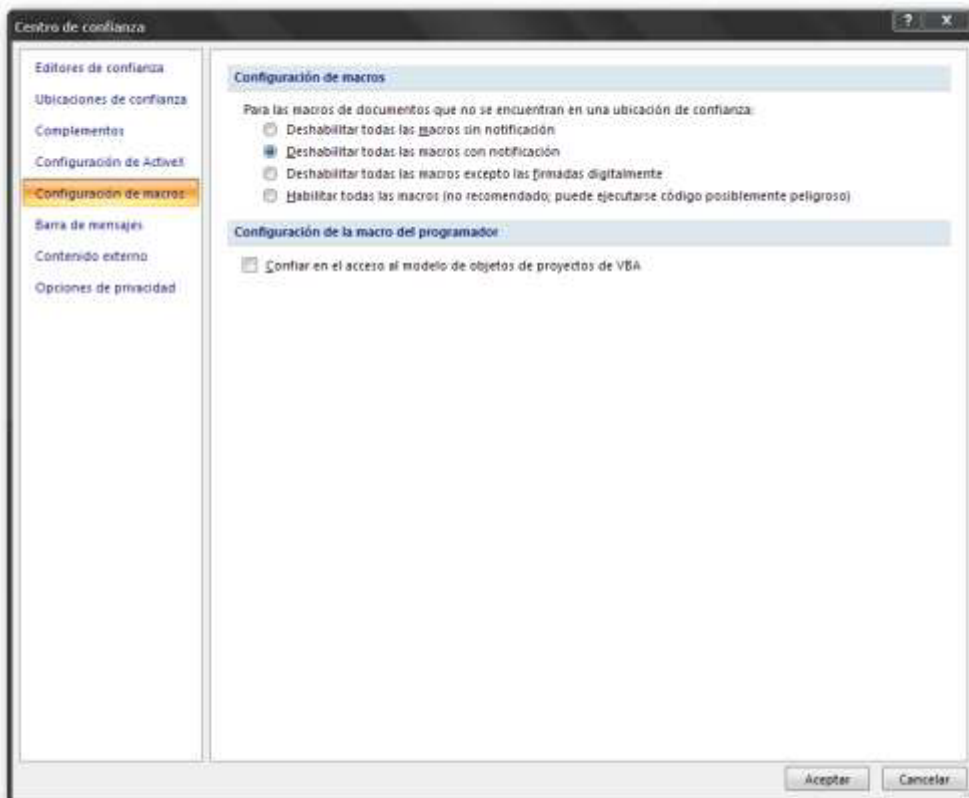 Centro de confianza
Editores de confianza
Ubicaciones de confianza
Complementos
Configuración de ActiveX
Configuración de macros
Barra de mensajes
Contenido externo
Opciones de privacidad
Configuración de macros
Para las macros de documentos que no se encuentran en una ubicación de confianza:
Deshabilitar todas las macros sin notificación
Deshabilitar todas las macros con notificación
Deshabilitar todas las macros excepto las firmadas digitalmente
Habilitar todas las macros (no recomendado; puede ejecutarse código posiblemente peligroso)
Configuración de la macro del programador
Confiar en el acceso al modelo de objetos de proyectos de VBA
Aceptar
Cancelar